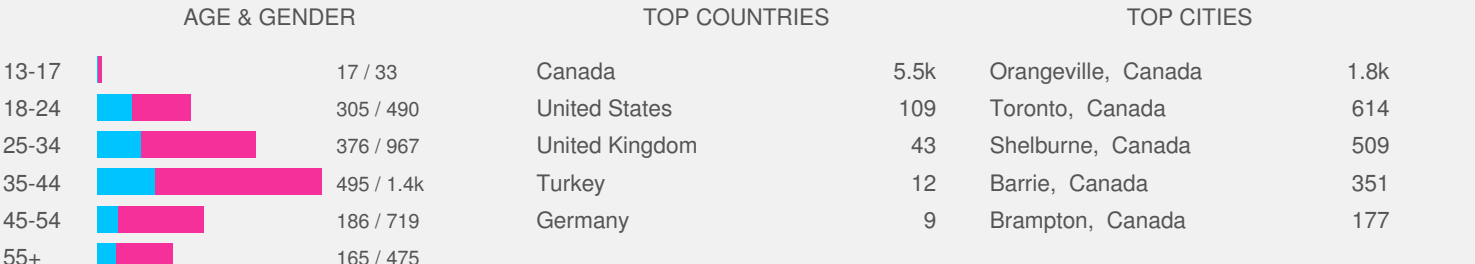 AGE & GENDER TOP COUNTRIES TOP CITIES
13-17 17 / 33 Canada 5.5k Orangeville, Canada 1.8k
18-24 305 / 490 United States 109 Toronto, Canada 614
25-34 376 / 967 United Kingdom 43 Shelburne, Canada 509
35-44 495 / 1.4k Turkey 12 Barrie, Canada 351
45-54 186 / 719 Germany 9 Brampton, Canada 177
55+ 165 / 475